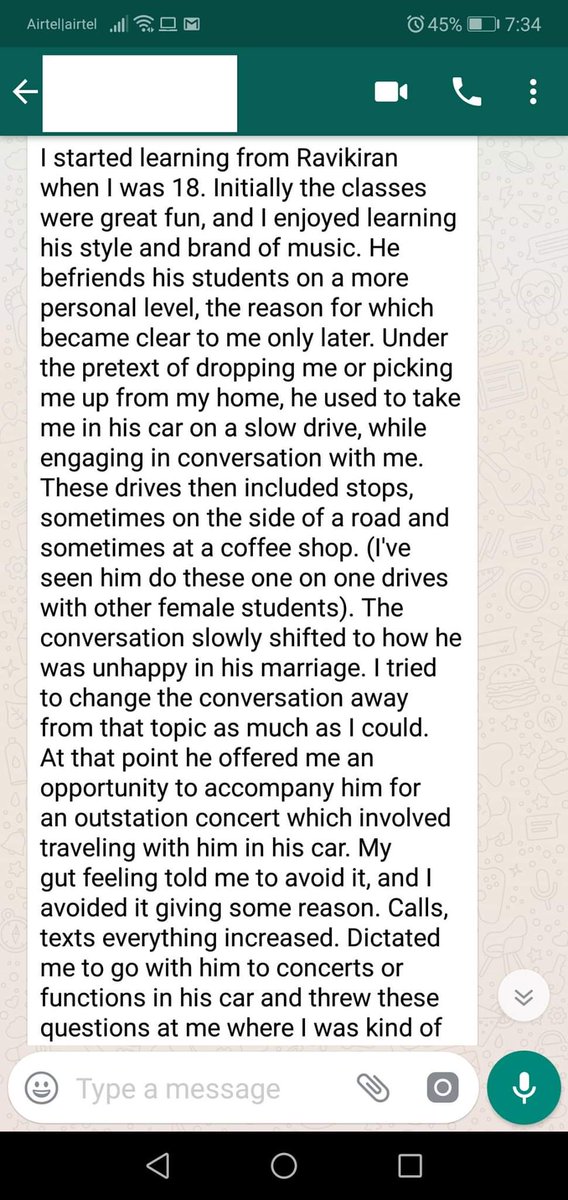 Airtel|airtel 45% 7:34
I started learning from Ravikiran
when I was 18. Initially the classes
were great fun, and I enjoyed learning
his style and brand of music. He
befriends his students on a more
personal level, the reason for which
became clear to me only later. Under
the pretext of dropping me or picking
me up from my home, he used to take
me in his car on a slow drive, while
engaging in conversation with me.
These drives then included stops,
sometimes on the side of a road and
sometimes at a coffee shop. (I've
seen him do these one on one drives
with other female students). The
conversation slowly shifted to how he
was unhappy in his marriage. I tried
to change the conversation away
from that topic as much as I could.
At that point he offered me an
opportunity to accompany him for
an outstation concert which involved
traveling with him in his car. My
gut feeling told me to avoid it, and I
avoided it giving some reason. Calls,
texts everything increased. Dictated
me to go with him to concerts or
functions in his car and threw these
questions at me where I was kind of
Type a message